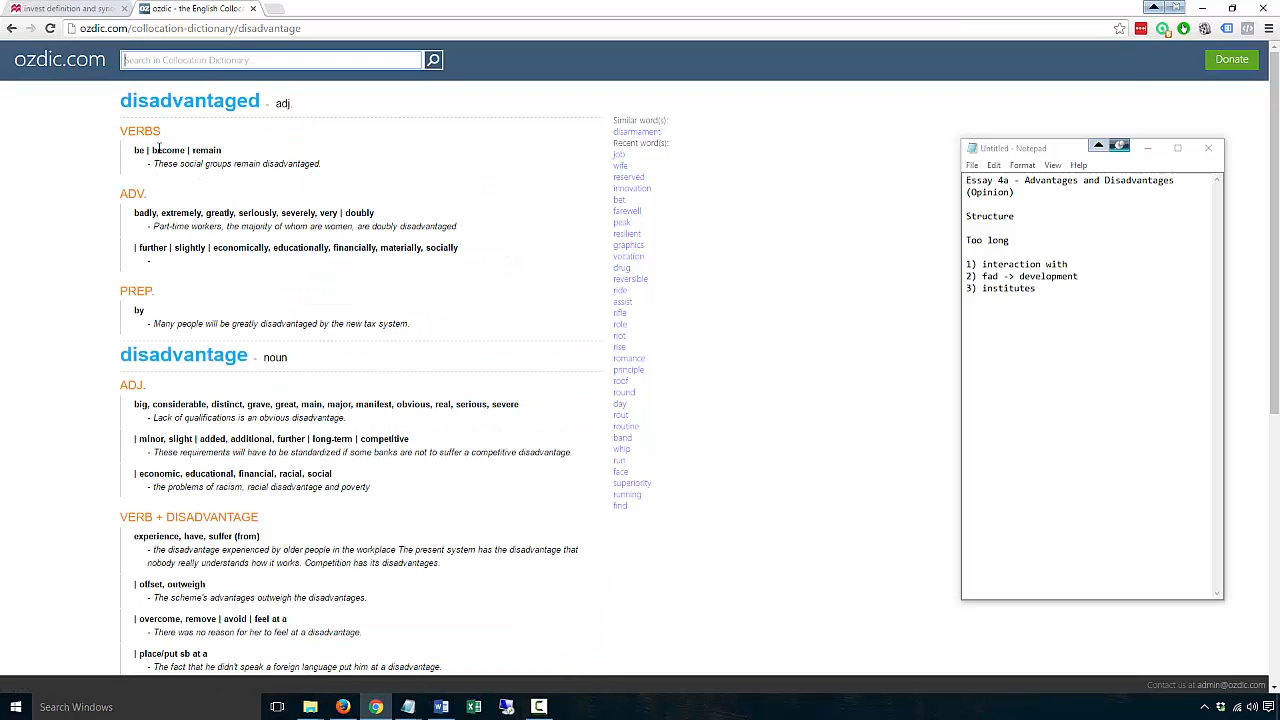 invest definition and syno
ozdic - the English Colloc
ozdic.com/collocation-dictionary/disadvantage
ozdic.com
Search in Collocation Dictionary...
Donate
disadvantaged - adj.
VERBS
be | become | remain
- These social groups remain disadvantaged.
ADV.
badly, extremely, greatly, seriously, severely, very | doubly
- Part-time workers, the majority of whom are women, are doubly disadvantaged.
| further | slightly | economically, educationally, financially, materially, socially
-
PREP.
by
- Many people will be greatly disadvantaged by the new tax system.
disadvantage - noun
ADJ.
big, considerable, distinct, grave, great, main, major, manifest, obvious, real, serious, severe
- Lack of qualifications is an obvious disadvantage.
| minor, slight | added, additional, further | long-term | competitive
- These requirements will have to be standardized if some banks are not to suffer a competitive disadvantage.
| economic, educational, financial, racial, social
- the problems of racism, racial disadvantage and poverty
VERB + DISADVANTAGE
experience, have, suffer (from)
- the disadvantage experienced by older people in the workplace The present system has the disadvantage that
nobody really understands how it works. Competition has its disadvantages.
| offset, outweigh
- The scheme's advantages outweigh the disadvantages.
| overcome, remove | avoid | feel at a
- There was no reason for her to feel at a disadvantage.
| place/put sb at a
- The fact that he didn't speak a foreign language put him at a disadvantage.
Similar word(s):
disarmament
Recent word(s):
job
wife
reserved
innovation
bet
farewell
peak
resilient
graphics
vocation
drug
reversible
ride
assist
rifle
role
riot
rise
romance
principle
roof
round
day
rout
routine
band
whip
run
face
superiority
running
find
Untitled - Notepad
File Edit Format View Help
Essay 4a - Advantages and Disadvantages
(Opinion)
Structure
Too long
1) interaction with
2) fad -> development
3) institutes
Contact us at admin@ozdic.com
Search Windows